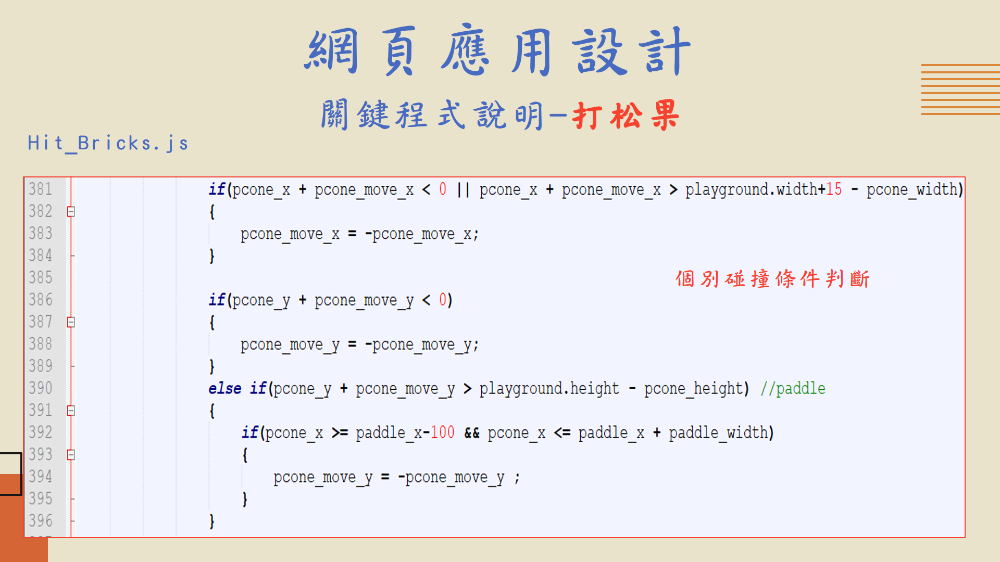 網頁應用設計
關鍵程式說明-打松果
Hit_Bricks.js
381 if(pcone_x + pcone_move_x < 0 || pcone_x + pcone_move_x > playground.width+15 - pcone_width)
382 {
383 pcone_move_x = -pcone_move_x;
384 }
385
個別碰撞條件判斷
386 if(pcone_y + pcone_move_y < 0)
387 {
388 pcone_move_y = -pcone_move_y;
389 }
390 else if(pcone_y + pcone_move_y > playground.height - pcone_height) //paddle
391 {
392 if(pcone_x >= paddle_x-100 && pcone_x <= paddle_x + paddle_width)
393 {
394 pcone_move_y = -pcone_move_y ;
395 }
396 }